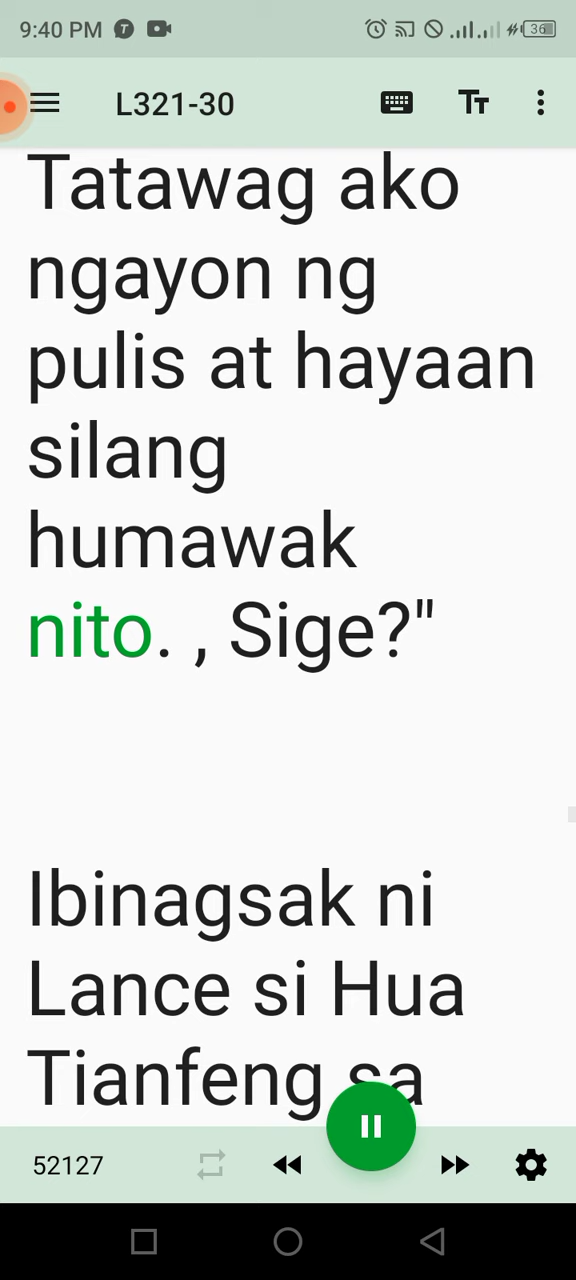 9:40 PM
36
L321-30
Tatawag ako
ngayon ng
pulis at hayaan
silang
humawak
nito. , Sige?"
Ibinagsak ni
Lance si Hua
Tianfeng sa
52127